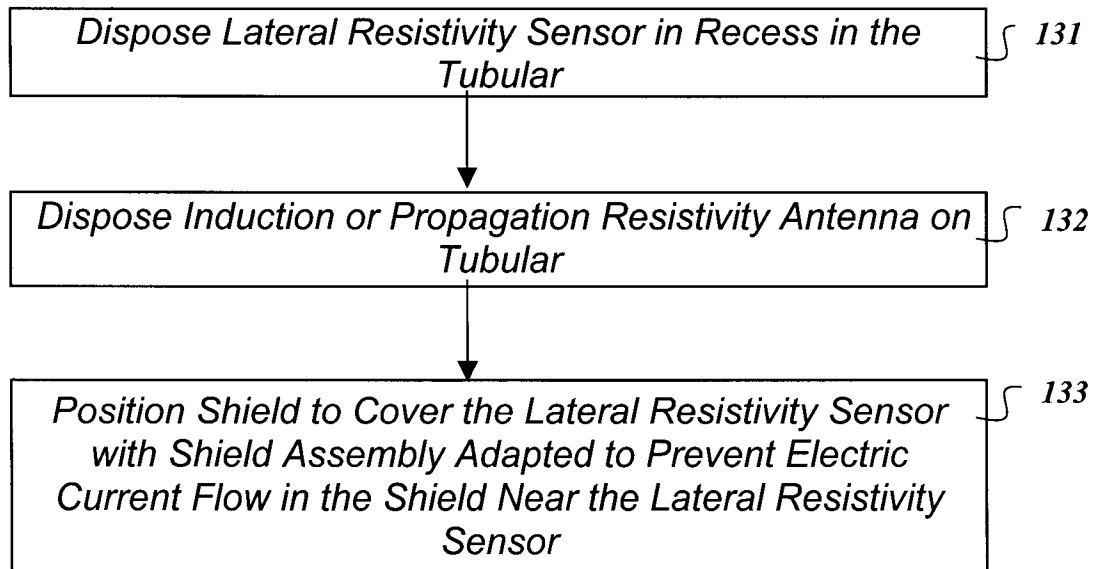 Dispose Lateral Resistivity Sensor in Recess in the
Tubular
131
Dispose Induction or Propagation Resistivity Antenna on
Tubular
132
Position Shield to Cover the Lateral Resistivity Sensor
with Shield Assembly Adapted to Prevent Electric
Current Flow in the Shield Near the Lateral Resistivity
Sensor
133